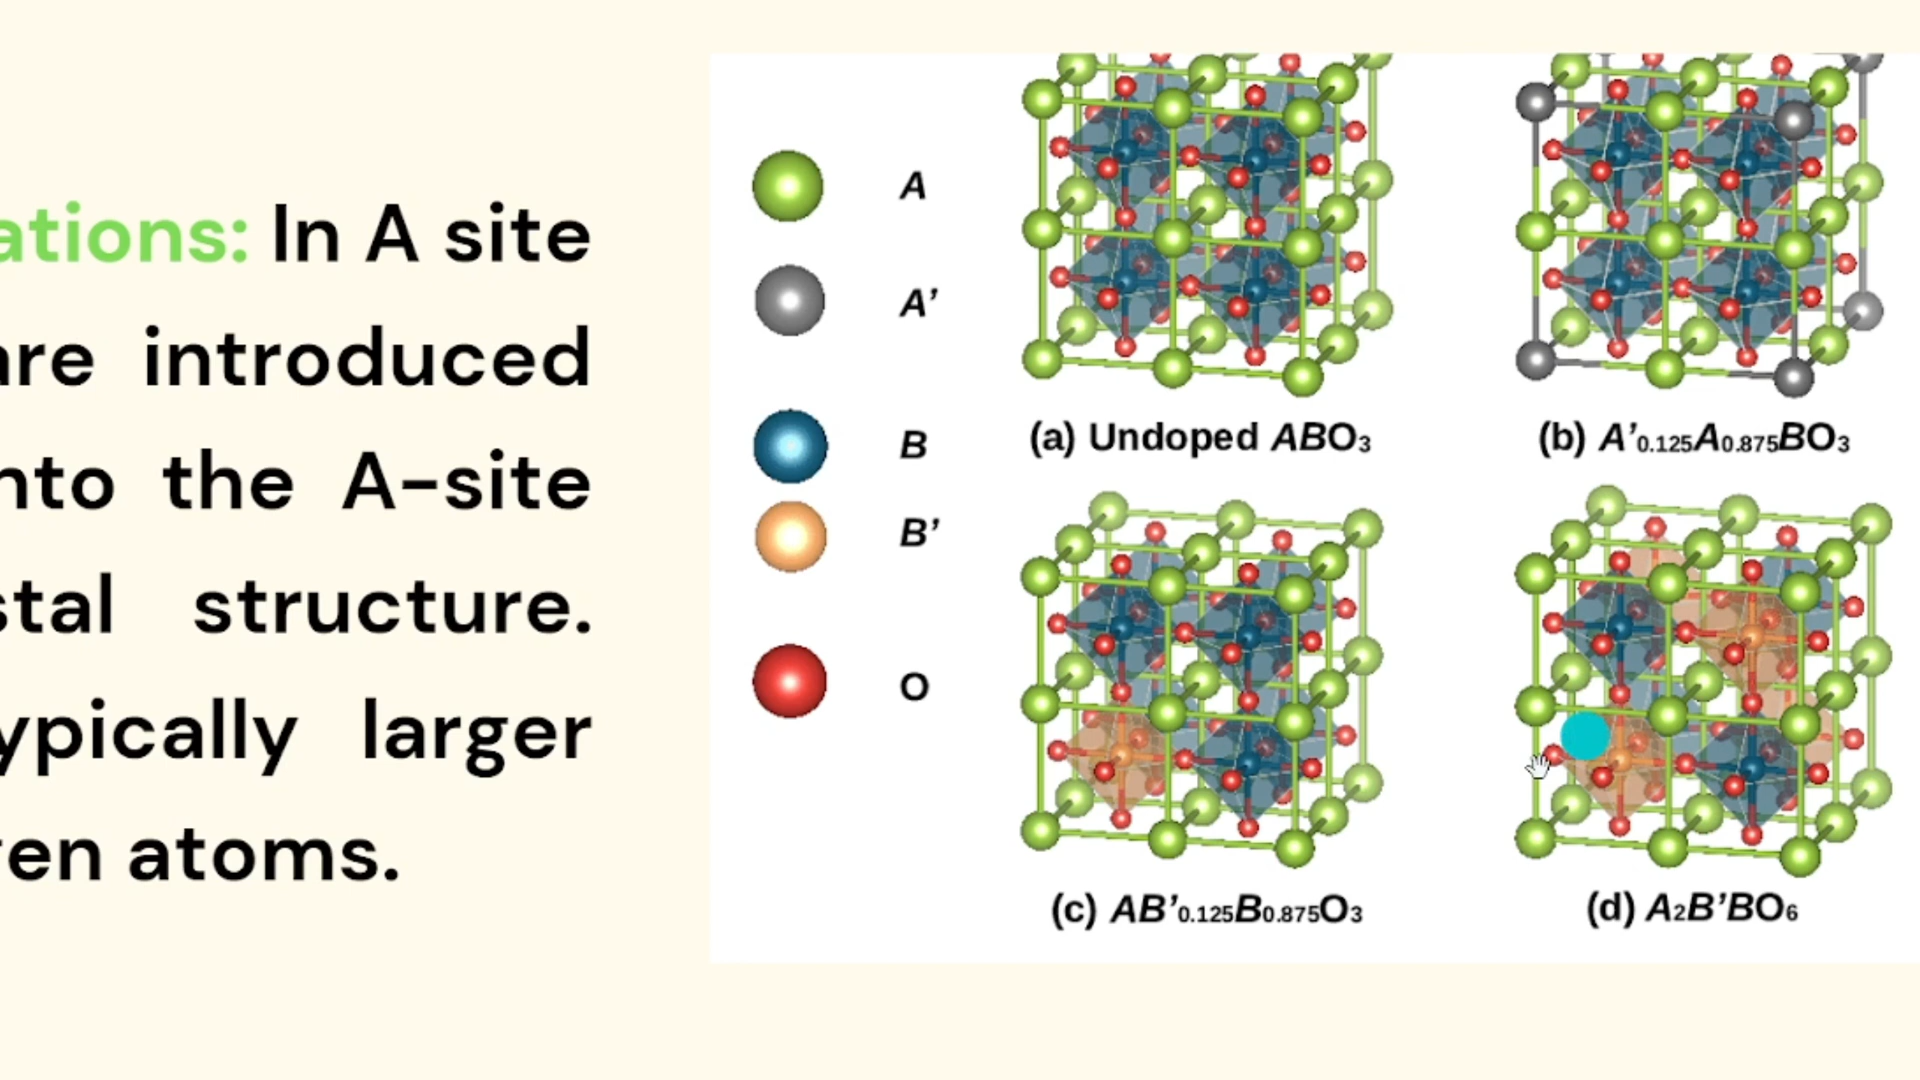 ations: In A site
are introduced
nto the A-site
stal structure.
ypically larger
en atoms.
A
A’
B
B’
O
(a) Undoped ABO₃
(b) A’₀.₁₂₅A₀.₈₇₅BO₃
(c) AB’₀.₁₂₅B₀.₈₇₅O₃
(d) A₂B’BO₆